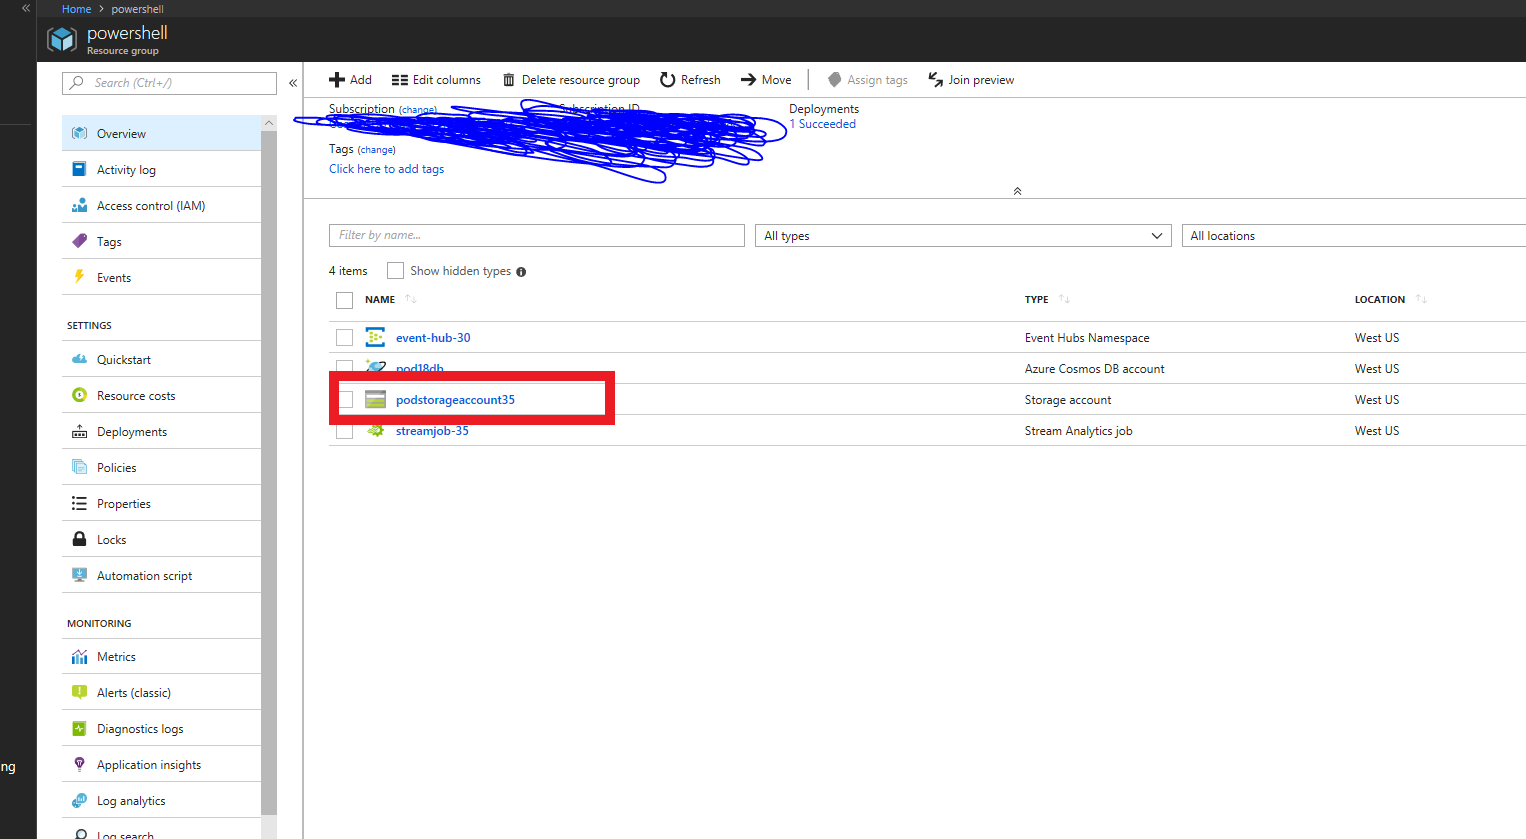 Home > powershell
powershell
Resource group
Search (Ctrl+/)
Overview
Activity log
Access control (IAM)
Tags
Events
SETTINGS
Quickstart
Resource costs
Deployments
Policies
Properties
Locks
Automation script
MONITORING
Metrics
Alerts (classic)
Diagnostics logs
Application insights
Log analytics
Log search
ng
Add Edit columns Delete resource group Refresh Move Assign tags Join preview
Subscription (change) Subscription ID Deployments
1 Succeeded
Tags (change)
Click here to add tags
Filter by name... All types All locations
4 items Show hidden types
NAME TYPE LOCATION
event-hub-30 Event Hubs Namespace West US
pod18db Azure Cosmos DB account West US
podstorageaccount35 Storage account West US
streamjob-35 Stream Analytics job West US